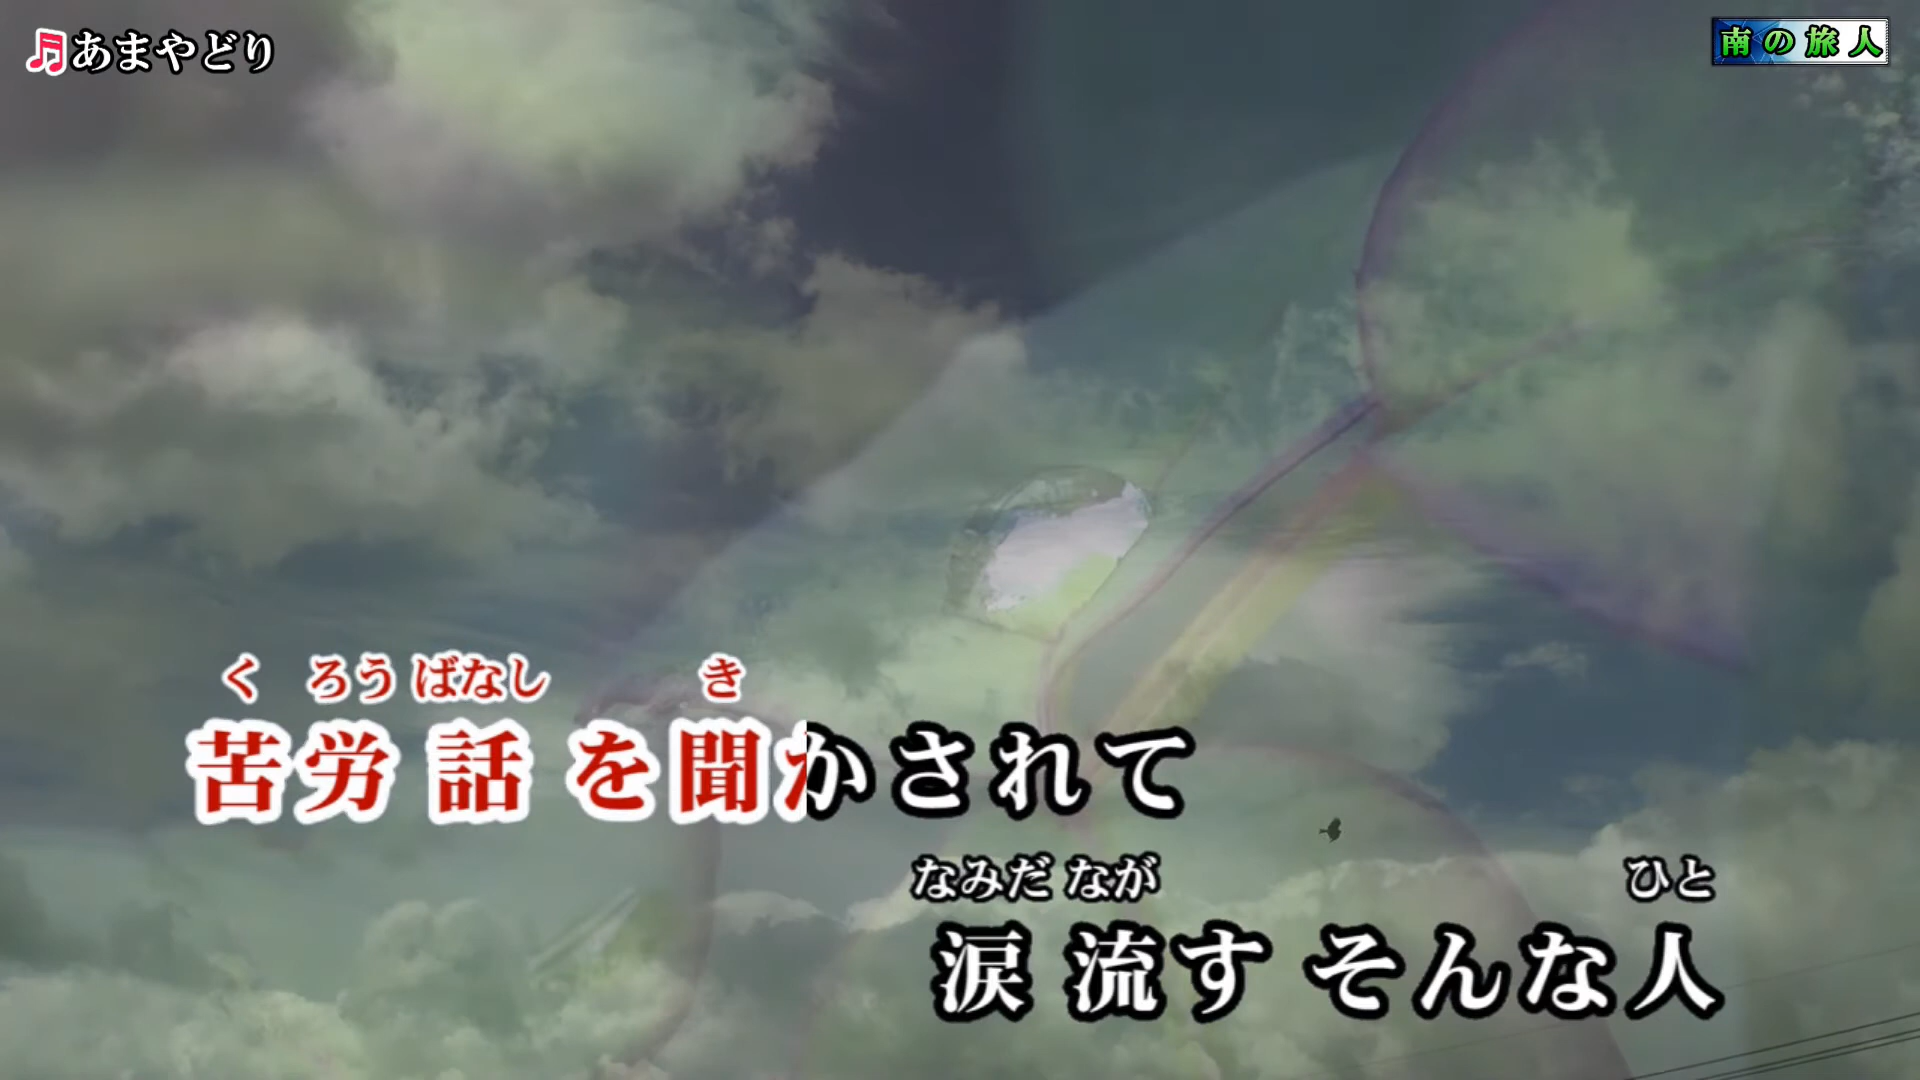 あまやどり
南の旅人
く ろう ばなし き
苦労話を聞かされて
なみだ なが ひと
涙流す そんな人